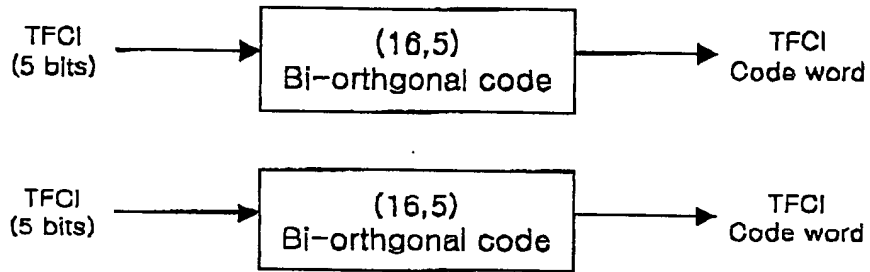 TFCI
(5 bits)
(16,5)
Bi-orthgonal code
TFCI
Code word
TFCI
(5 bits)
(16,5)
Bi-orthgonal code
TFCI
Code word